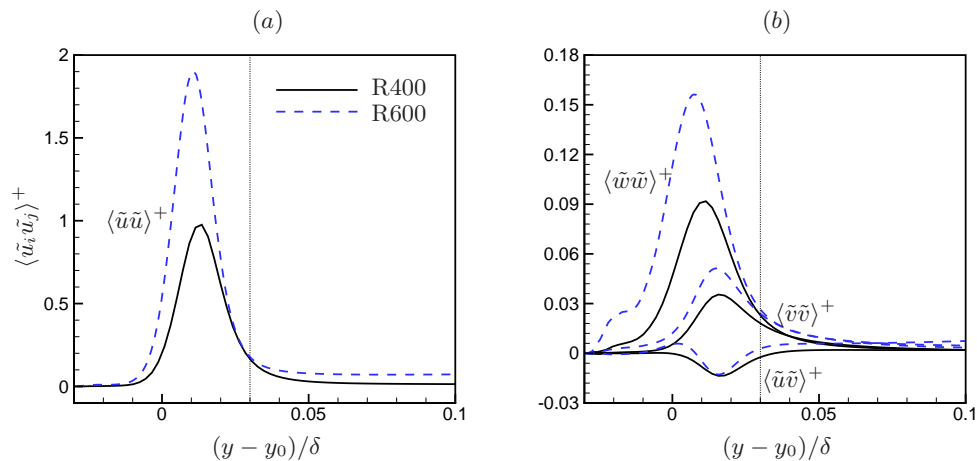 (a)
2
1.5
1
0.5
0
0
0.05
0.1
⟨ũᵢũⱼ⟩⁺
(y − y₀)/δ
⟨ũũ⟩⁺
R400
R600
(b)
0.18
0.15
0.12
0.09
0.06
0.03
0
-0.03
0
0.05
0.1
(y − y₀)/δ
⟨w̃w̃⟩⁺
⟨ṽṽ⟩⁺
⟨ũṽ⟩⁺